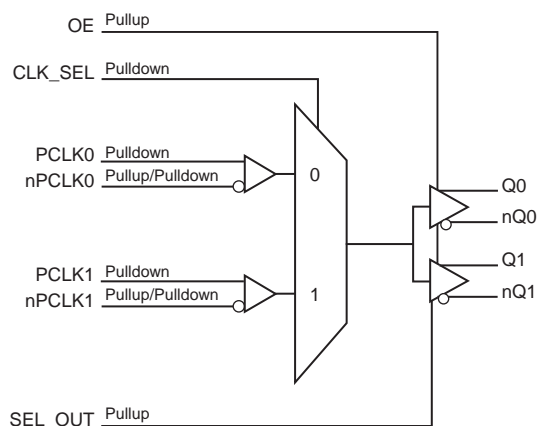 OE Pullup
CLK_SEL Pulldown
PCLK0 Pulldown
nPCLK0 Pullup/Pulldown
0
Q0
nQ0
Q1
nQ1
PCLK1 Pulldown
nPCLK1 Pullup/Pulldown
1
SEL_OUT Pullup